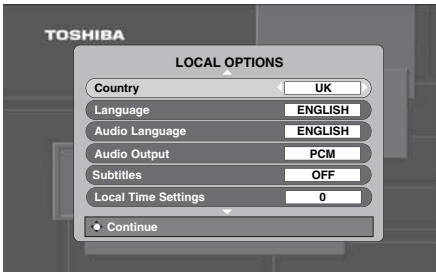 TOSHIBA
LOCAL OPTIONS
Country UK
Language ENGLISH
Audio Language ENGLISH
Audio Output PCM
Subtitles OFF
Local Time Settings 0
Continue